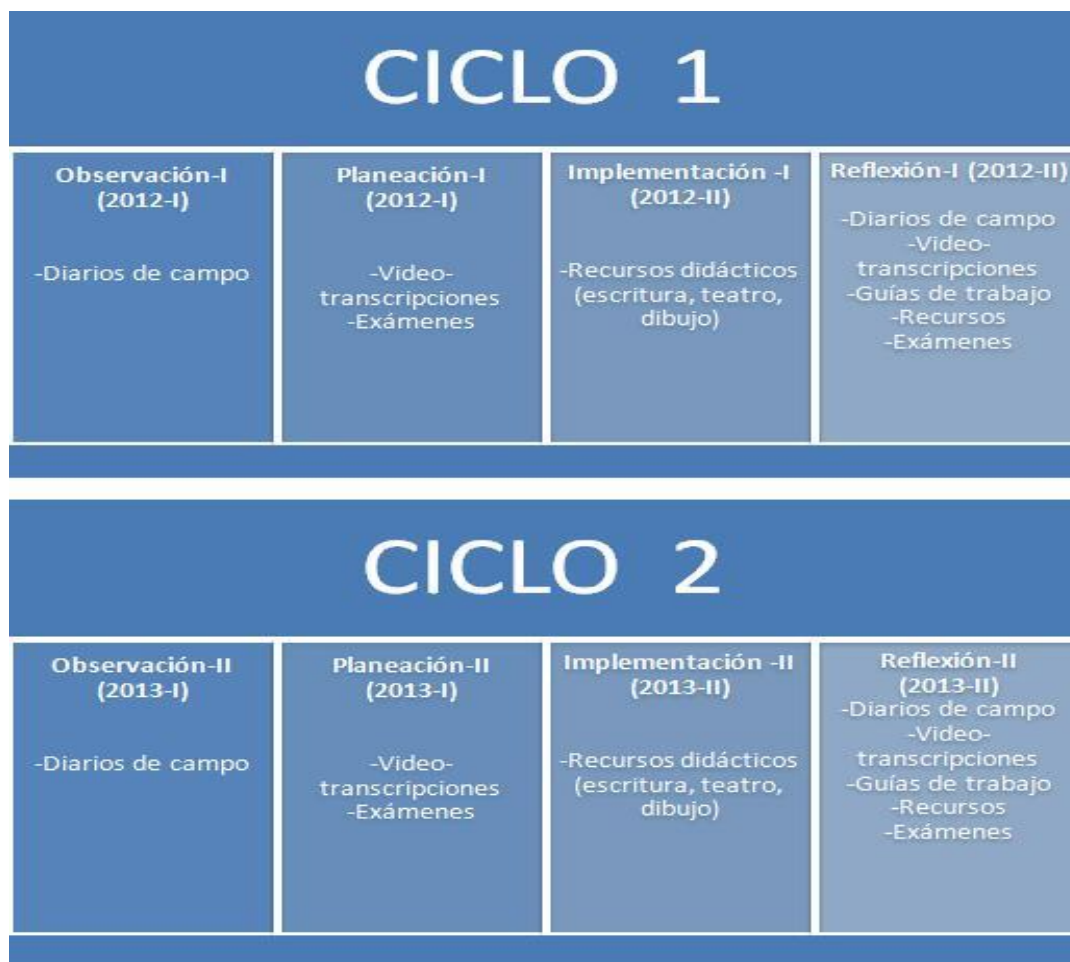 CICLO 1
Observación-I
(2012-I)
-Diarios de campo
Planeación-I
(2012-I)
-Video-
transcripciones
-Exámenes
Implementación -I
(2012-II)
-Recursos didácticos
(escritura, teatro,
dibujo)
Reflexión-I (2012-II)
-Diarios de campo
-Video-
transcripciones
-Guías de trabajo
-Recursos
-Exámenes
CICLO 2
Observación-II
(2013-I)
-Diarios de campo
Planeación-II
(2013-I)
-Video-
transcripciones
-Exámenes
Implementación -II
(2013-II)
-Recursos didácticos
(escritura, teatro,
dibujo)
Reflexión-II
(2013-II)
-Diarios de campo
-Video-
transcripciones
-Guías de trabajo
-Recursos
-Exámenes